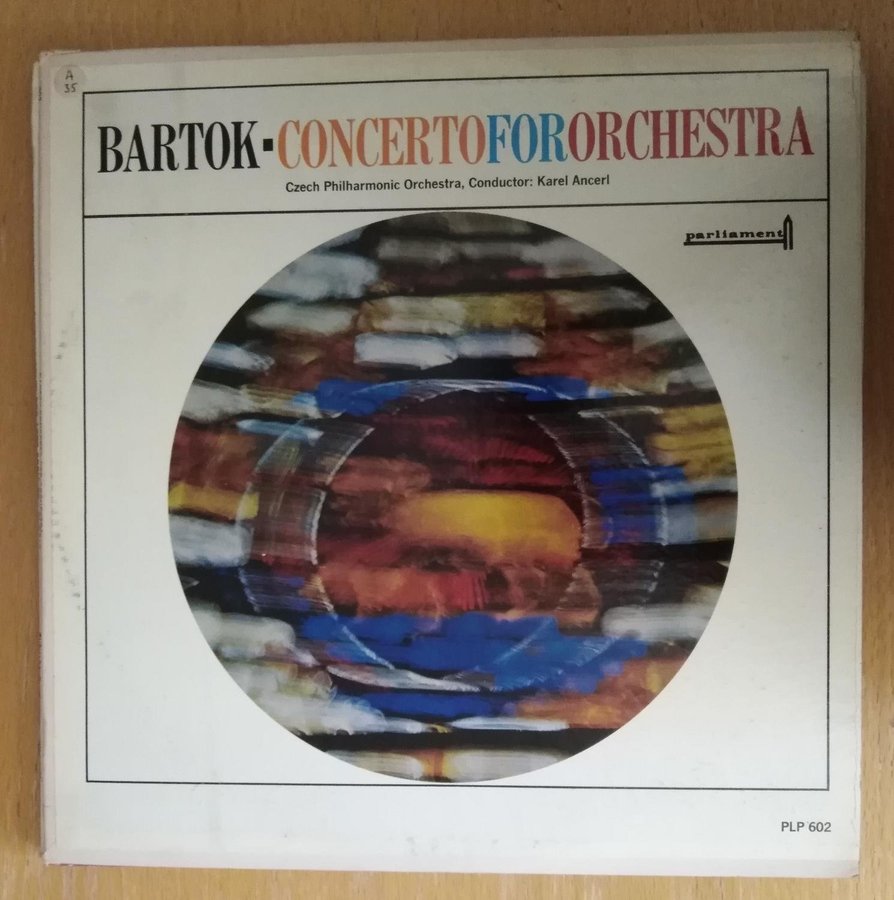 A
35
BARTOK▪CONCERTOFORORCHESTRA
Czech Philharmonic Orchestra, Conductor: Karel Ancerl
parliament
PLP 602